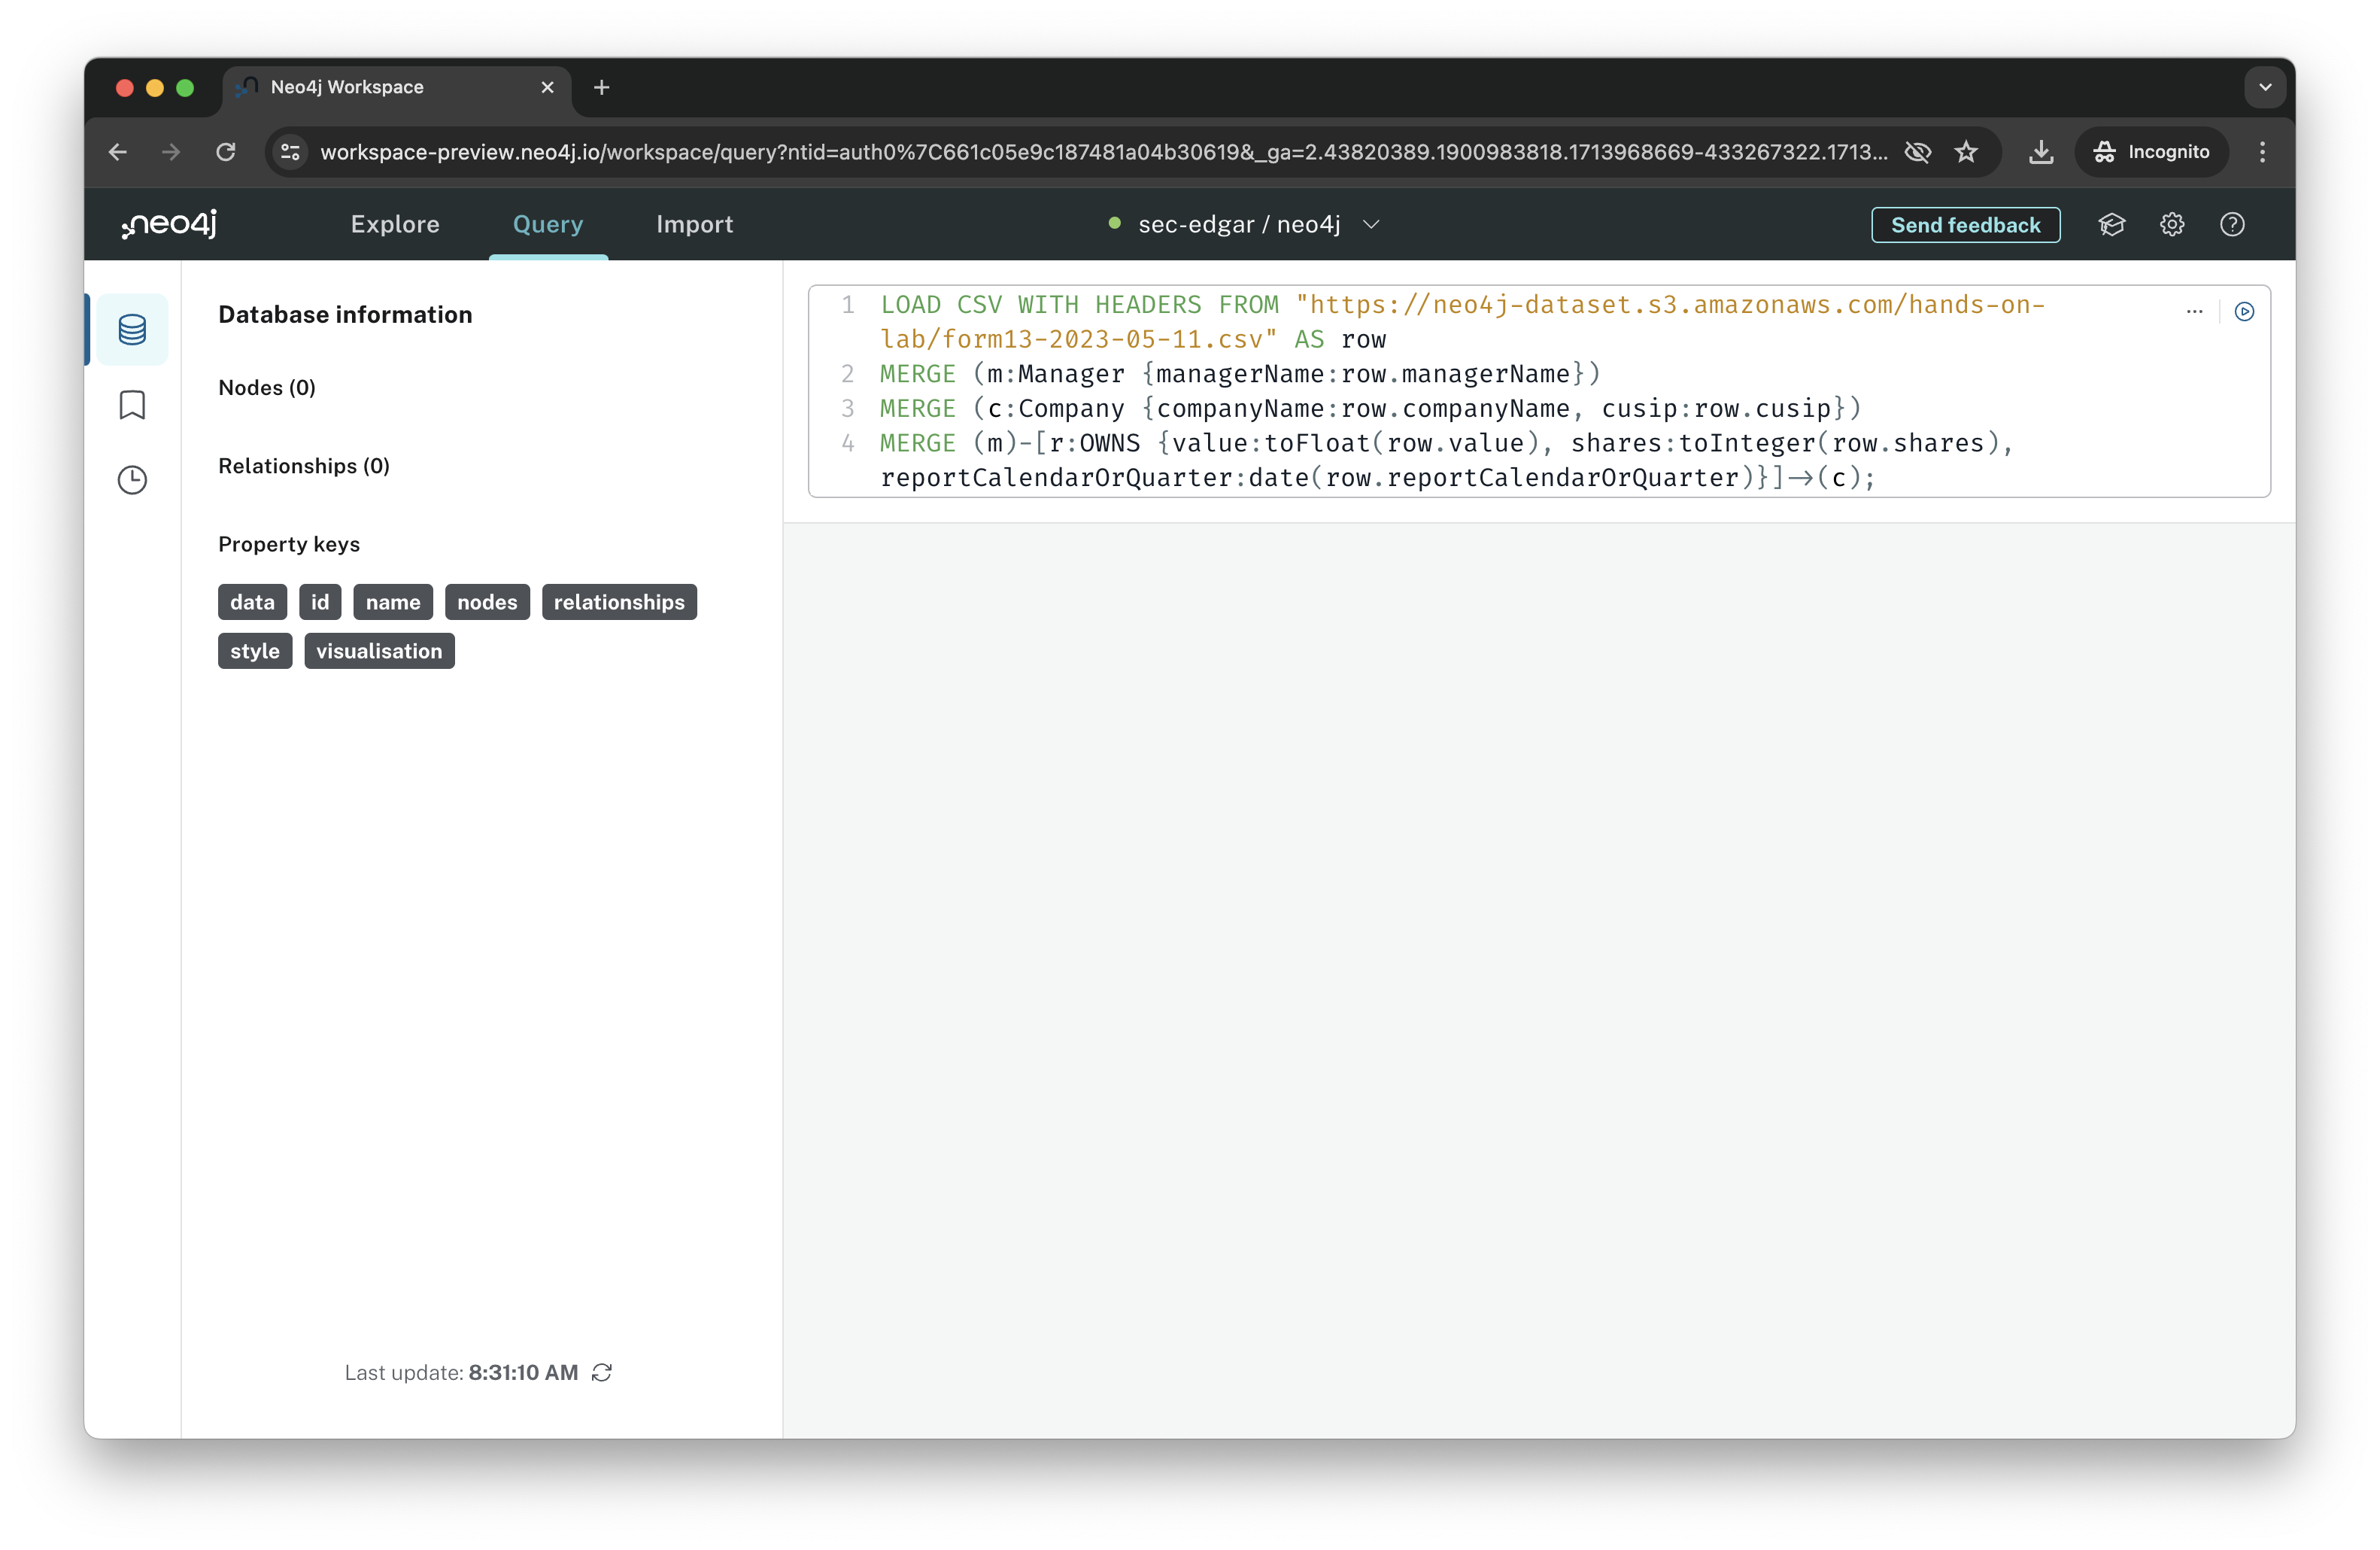 Neo4j Workspace
workspace-preview.neo4j.io/workspace/query?ntid=auth0%7C661c05e9c187481a04b30619&_ga=2.43820389.1900983818.1713968669-433267322.1713...
Incognito
neo4j
Explore
Query
Import
sec-edgar / neo4j
Send feedback
Database information
Nodes (0)
Relationships (0)
Property keys
data id name nodes relationships
style visualisation
Last update: 8:31:10 AM
1 LOAD CSV WITH HEADERS FROM "https://neo4j-dataset.s3.amazonaws.com/hands-on-
lab/form13-2023-05-11.csv" AS row
2 MERGE (m:Manager {managerName:row.managerName})
3 MERGE (c:Company {companyName:row.companyName, cusip:row.cusip})
4 MERGE (m)-[r:OWNS {value:toFloat(row.value), shares:toInteger(row.shares),
reportCalendarOrQuarter:date(row.reportCalendarOrQuarter)}]->(c);